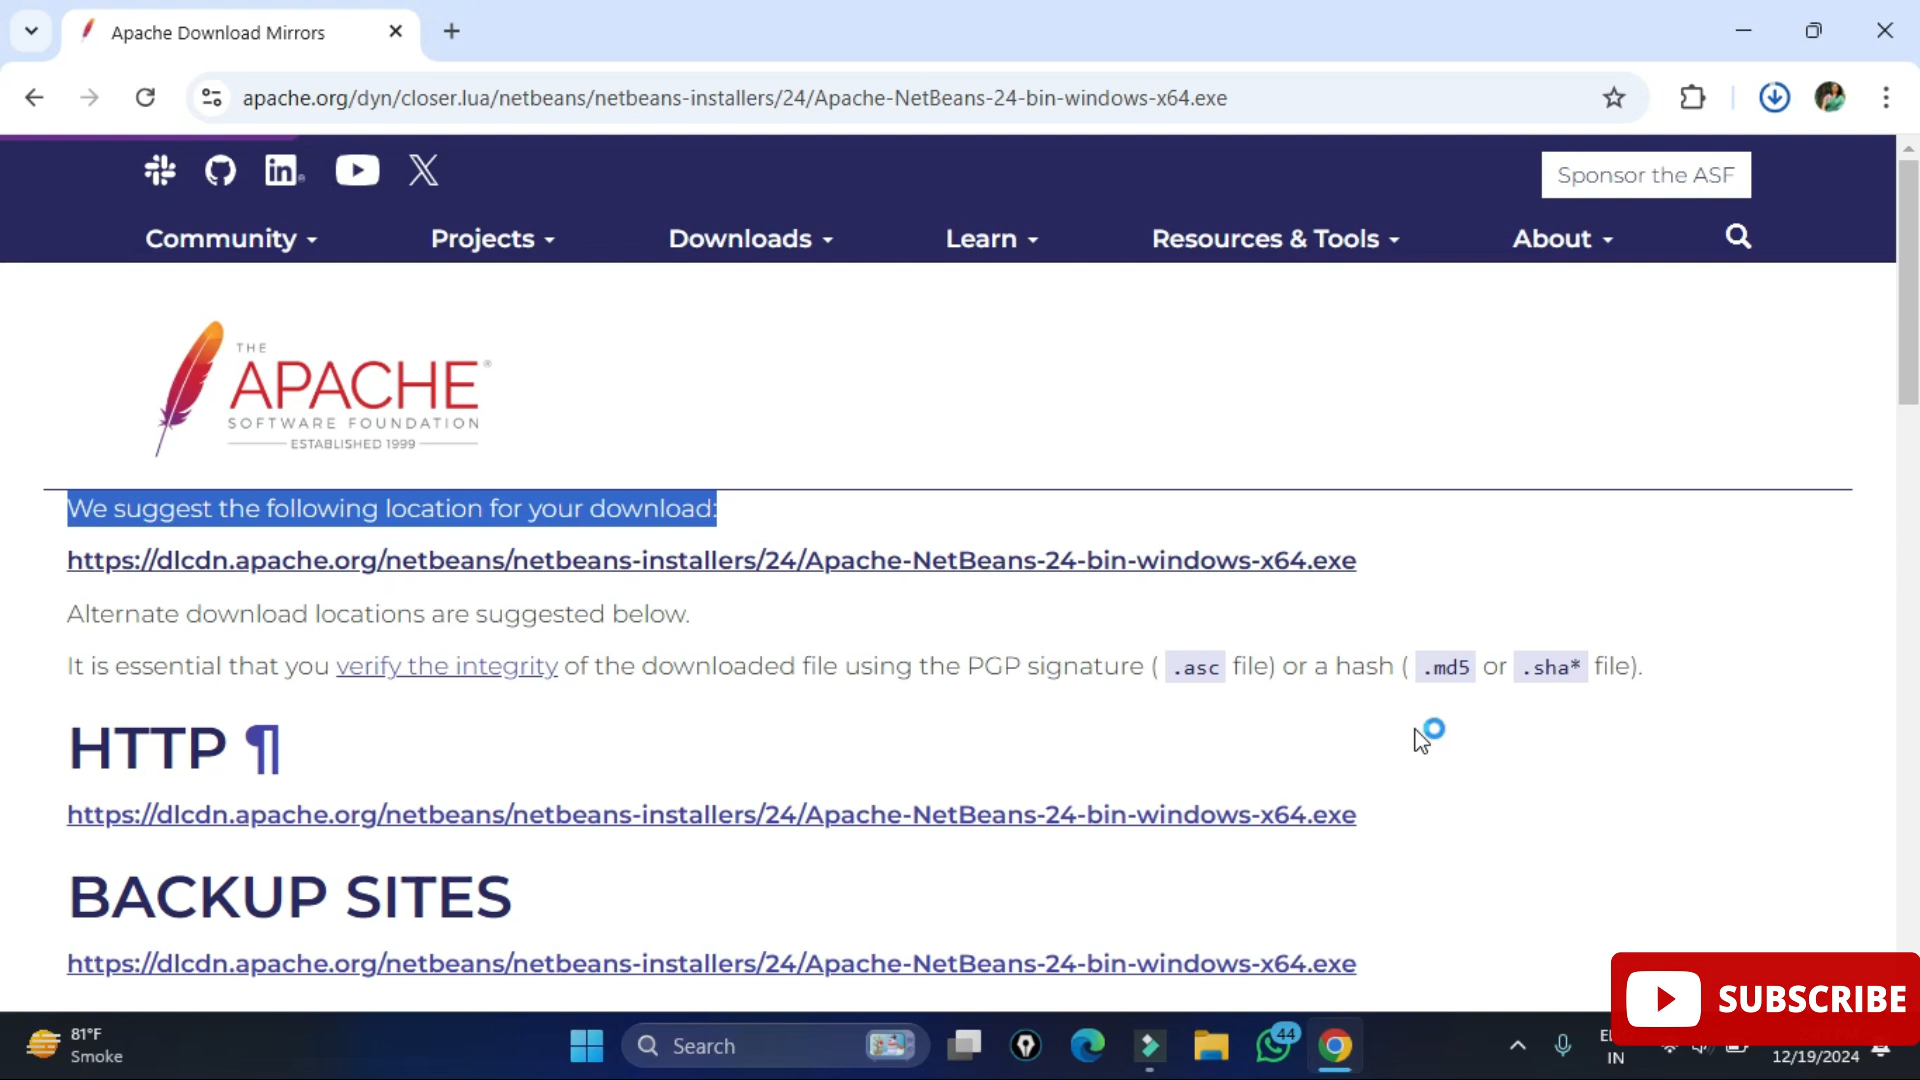 Apache Download Mirrors
apache.org/dyn/closer.lua/netbeans/netbeans-installers/24/Apache-NetBeans-24-bin-windows-x64.exe
Sponsor the ASF
Community Projects Downloads Learn Resources & Tools About
THE
APACHE®
SOFTWARE FOUNDATION
ESTABLISHED 1999
We suggest the following location for your download:
https://dlcdn.apache.org/netbeans/netbeans-installers/24/Apache-NetBeans-24-bin-windows-x64.exe
Alternate download locations are suggested below.
It is essential that you verify the integrity of the downloaded file using the PGP signature ( .asc file) or a hash ( .md5 or .sha* file).
HTTP ¶
https://dlcdn.apache.org/netbeans/netbeans-installers/24/Apache-NetBeans-24-bin-windows-x64.exe
BACKUP SITES
https://dlcdn.apache.org/netbeans/netbeans-installers/24/Apache-NetBeans-24-bin-windows-x64.exe
SUBSCRIBE
81°F
Smoke
Search
44
IN
12/19/2024